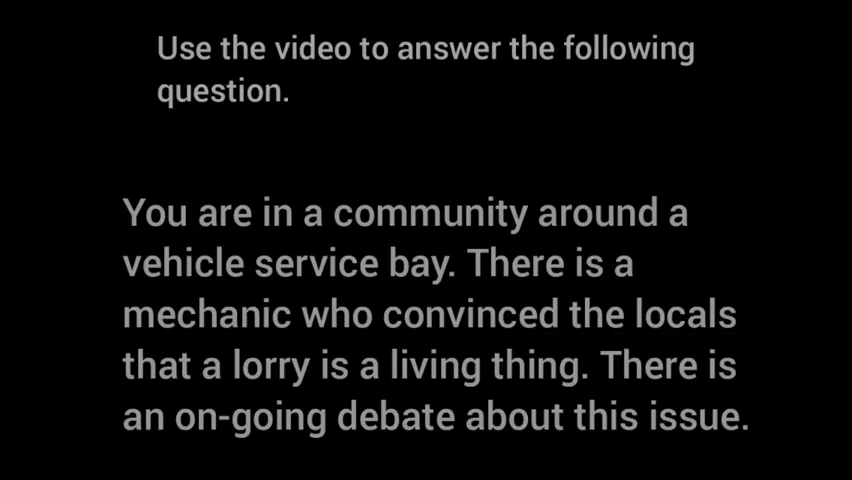 Use the video to answer the following
question.
You are in a community around a
vehicle service bay. There is a
mechanic who convinced the locals
that a lorry is a living thing. There is
an on-going debate about this issue.